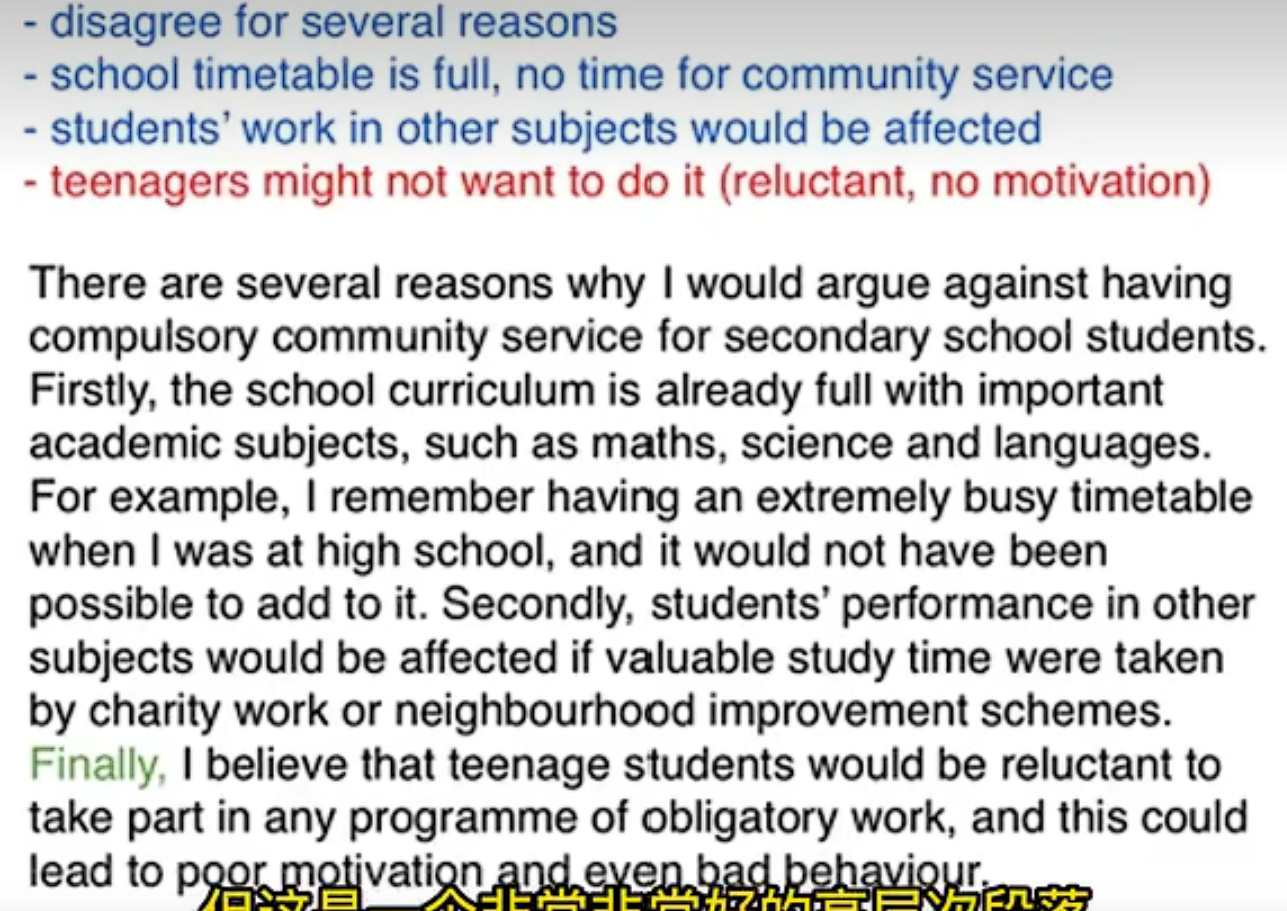 - disagree for several reasons
- school timetable is full, no time for community service
- students' work in other subjects would be affected
- teenagers might not want to do it (reluctant, no motivation)
There are several reasons why I would argue against having
compulsory community service for secondary school students.
Firstly, the school curriculum is already full with important
academic subjects, such as maths, science and languages.
For example, I remember having an extremely busy timetable
when I was at high school, and it would not have been
possible to add to it. Secondly, students' performance in other
subjects would be affected if valuable study time were taken
by charity work or neighbourhood improvement schemes.
Finally, I believe that teenage students would be reluctant to
take part in any programme of obligatory work, and this could
lead to poor motivation and even bad behaviour.
但这是一个非常非常好的高层次段落